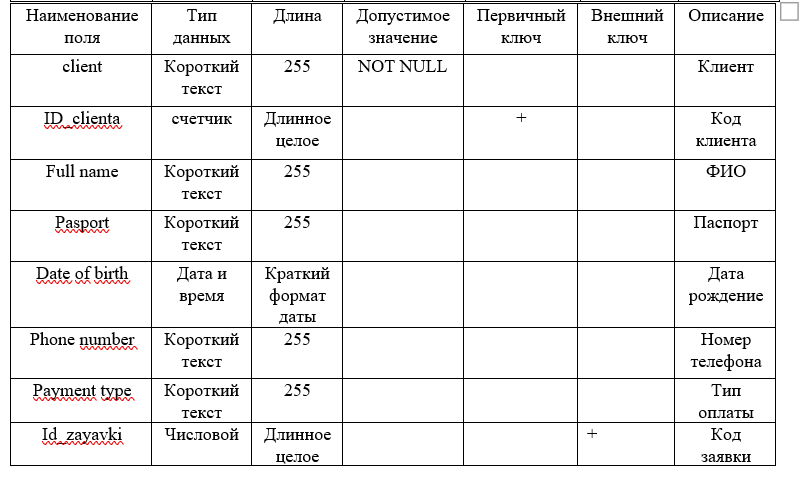 Наименование поля Тип данных Длина Допустимое значение Первичный ключ Внешний ключ Описание
client Короткий текст 255 NOT NULL Клиент
ID_clienta счетчик Длинное целое + Код клиента
Full name Короткий текст 255 ФИО
Pasport Короткий текст 255 Паспорт
Date of birth Дата и время Краткий формат даты Дата рождение
Phone number Короткий текст 255 Номер телефона
Payment type Короткий текст 255 Тип оплаты
Id_zayavki Числовой Длинное целое + Код заявки